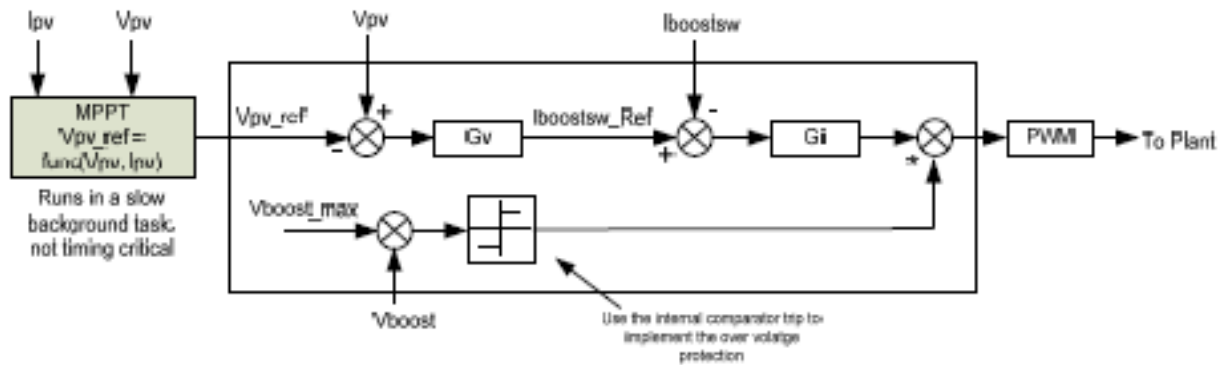 Ipv
Vpv
Vpv
Iboostsw
MPPT
Vpv_ref =
func(Vpv, Ipv)
Vpv_ref
+
-
Gv
Iboostsw_Ref
-
+
Gi
*
PWM
To Plant
Runs in a slow
background task,
not timing critical
Vboost_max
Vboost
Use the internal comparator trip to
implement the over volatge
protection